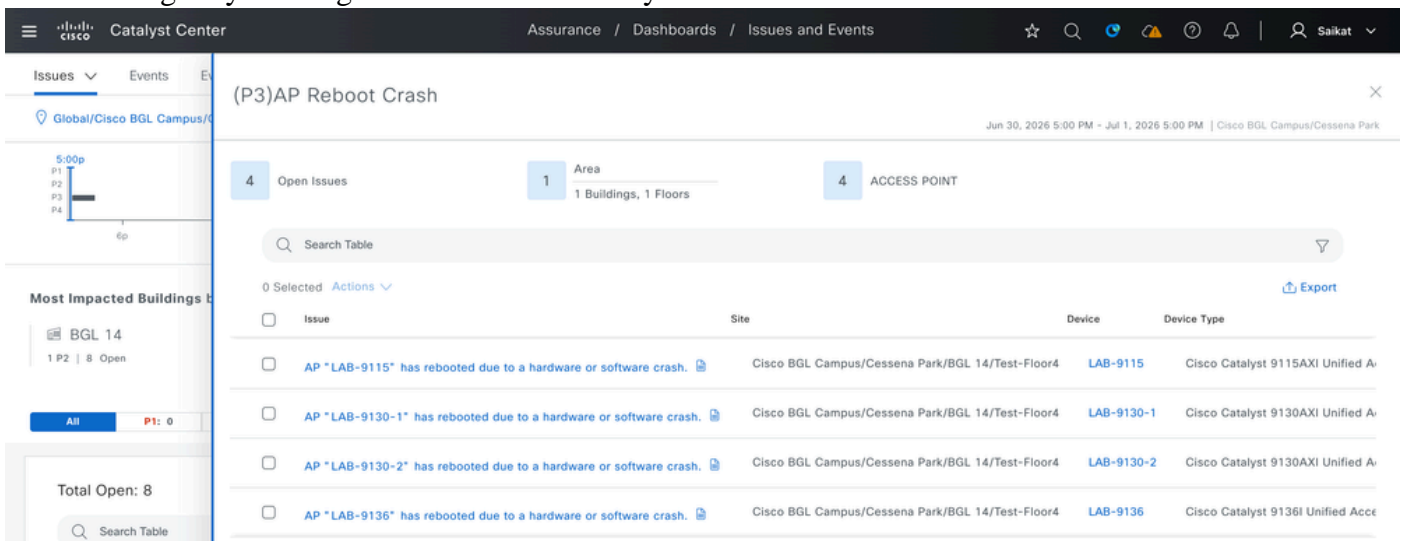 cisco Catalyst Center Assurance / Dashboards / Issues and Events Saikat
Issues Events
(P3)AP Reboot Crash
Global/Cisco BGL Campus/
Jun 30, 2026 5:00 PM - Jul 1, 2026 5:00 PM | Cisco BGL Campus/Cessena Park
5:00p
P1
P2
P3
P4
6p
4 Open Issues
1 Area
1 Buildings, 1 Floors
4 ACCESS POINT
Search Table
0 Selected Actions Export
Most Impacted Buildings
BGL 14
1 P2 | 8 Open
All P1: 0
Total Open: 8
Search Table
Issue Site Device Device Type
AP "LAB-9115" has rebooted due to a hardware or software crash. Cisco BGL Campus/Cessena Park/BGL 14/Test-Floor4 LAB-9115 Cisco Catalyst 9115AXI Unified
AP "LAB-9130-1" has rebooted due to a hardware or software crash. Cisco BGL Campus/Cessena Park/BGL 14/Test-Floor4 LAB-9130-1 Cisco Catalyst 9130AXI Unified
AP "LAB-9130-2" has rebooted due to a hardware or software crash. Cisco BGL Campus/Cessena Park/BGL 14/Test-Floor4 LAB-9130-2 Cisco Catalyst 9130AXI Unified
AP "LAB-9136" has rebooted due to a hardware or software crash. Cisco BGL Campus/Cessena Park/BGL 14/Test-Floor4 LAB-9136 Cisco Catalyst 9136I Unified Acce